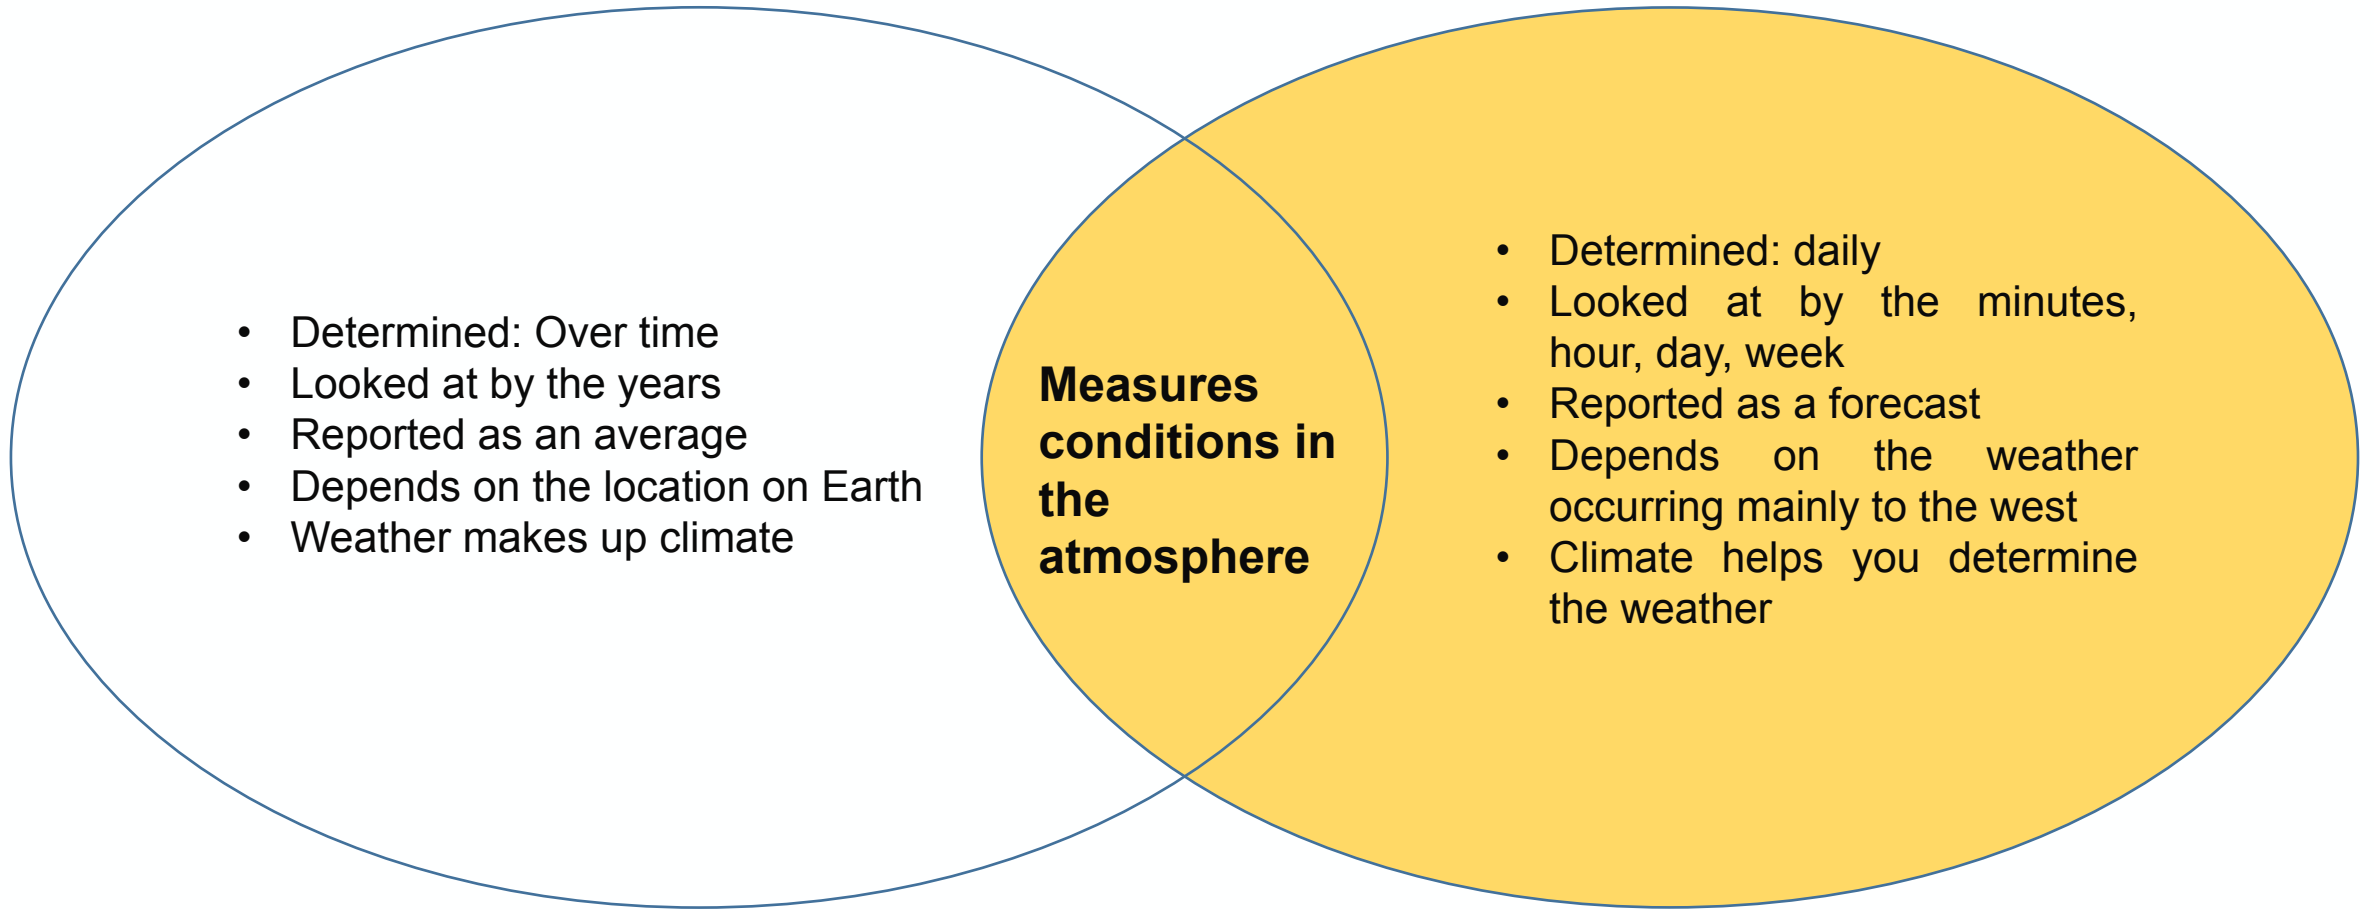 • Determined: Over time
• Looked at by the years
• Reported as an average
• Depends on the location on Earth
• Weather makes up climate
Measures
conditions in
the
atmosphere
• Determined: daily
• Looked at by the minutes,
hour, day, week
• Reported as a forecast
• Depends on the weather
occurring mainly to the west
• Climate helps you determine
the weather